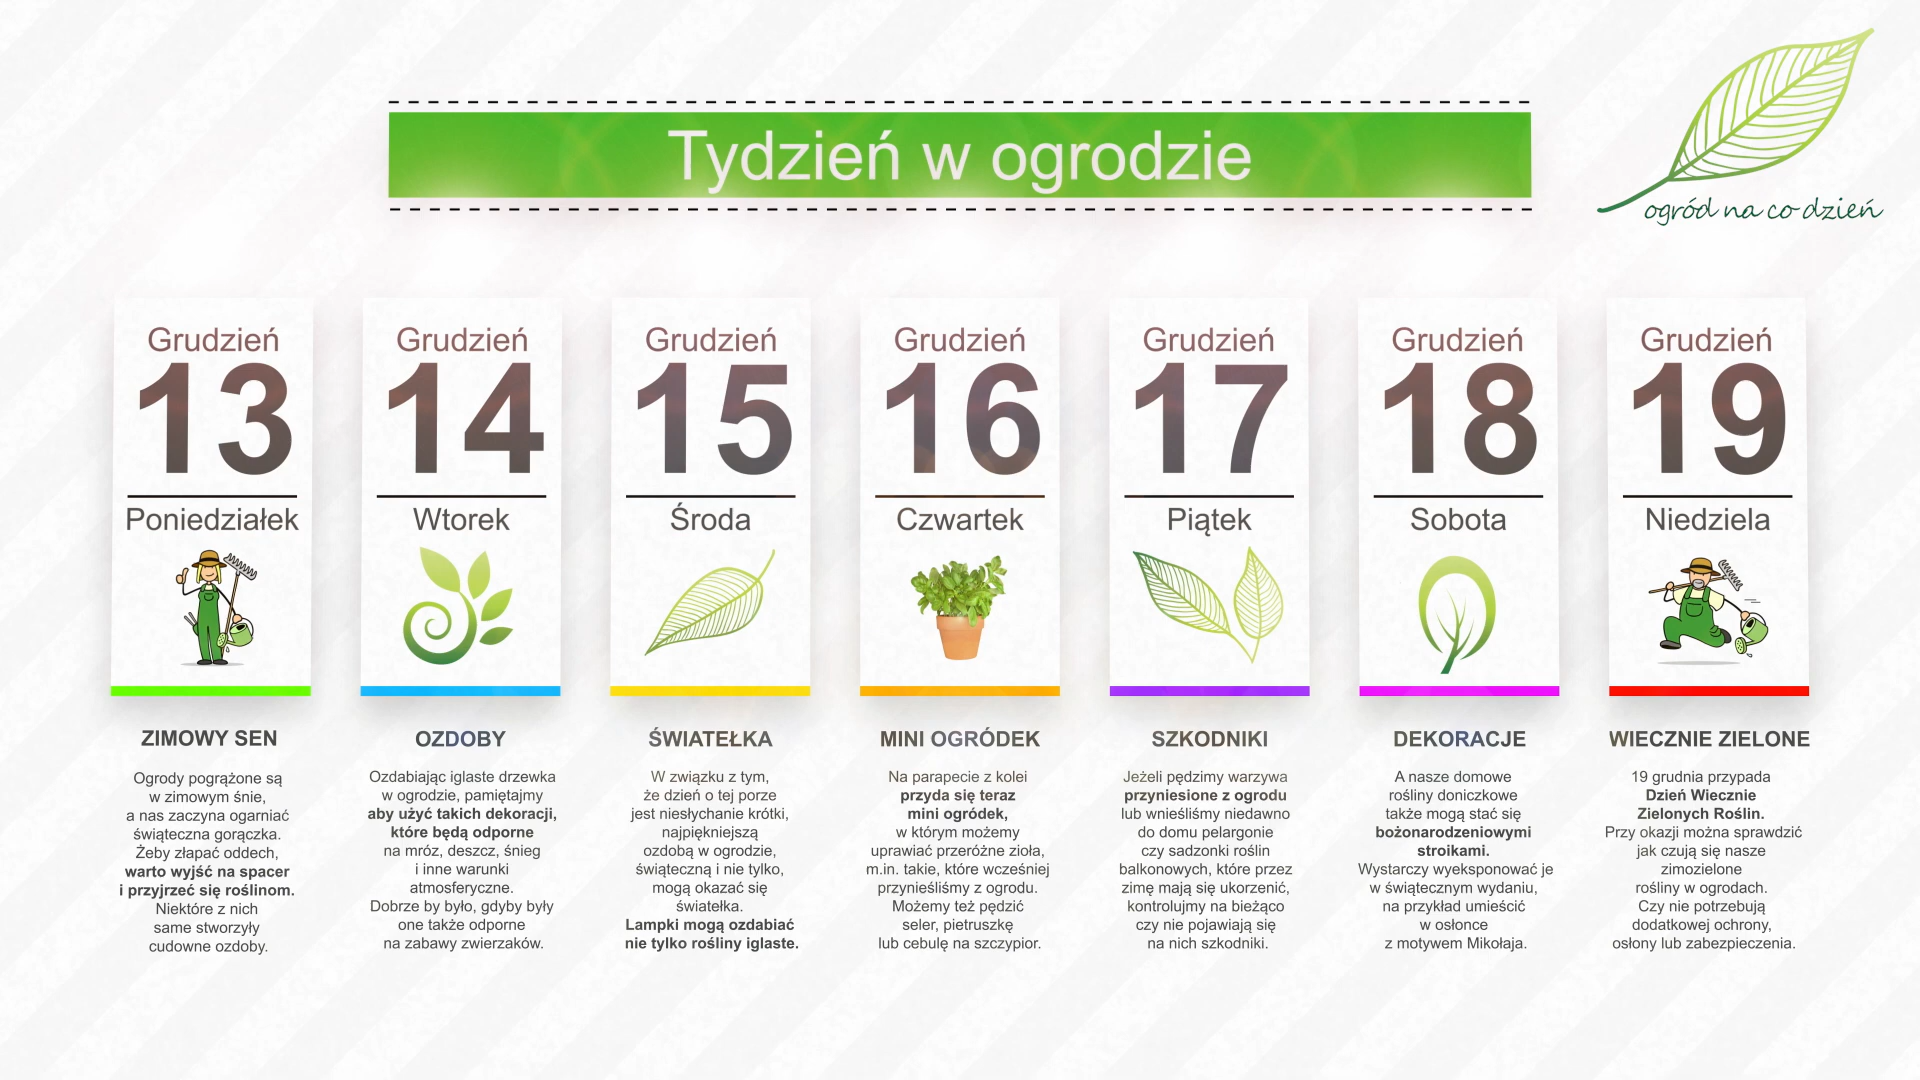 Tydzień w ogrodzie
ogród na co dzień
Grudzień
13
Poniedziałek
ZIMOWY SEN
Ogrody pogrążone są
w zimowym śnie,
a nas zaczyna ogarniać
świąteczna gorączka.
Żeby złapać oddech,
warto wyjść na spacer
i przyjrzeć się roślinom.
Niektóre z nich
same stworzyły
cudowne ozdoby.
Grudzień
14
Wtorek
OZDOBY
Ozdabiając iglaste drzewka
w ogrodzie, pamiętajmy
aby użyć takich dekoracji,
które będą odporne
na mróz, deszcz, śnieg
i inne warunki
atmosferyczne.
Dobrze by było, gdyby były
one także odporne
na zabawy zwierzaków.
Grudzień
15
Środa
ŚWIATEŁKA
W związku z tym,
że dzień o tej porze
jest niesłychanie krótki,
najpiękniejszą
ozdobą w ogrodzie,
świąteczną i nie tylko,
mogą okazać się
światełka.
Lampki mogą ozdabiać
nie tylko rośliny iglaste.
Grudzień
16
Czwartek
MINI OGRÓDEK
Na parapecie z kolei
przyda się teraz
mini ogródek,
w którym możemy
uprawiać przeróżne zioła,
m.in. takie, które wcześniej
przynieśliśmy z ogrodu.
Możemy też pędzić
seler, pietruszkę
lub cebulę na szczypior.
Grudzień
17
Piątek
SZKODNIKI
Jeżeli pędzimy warzywa
przyniesione z ogrodu
lub wnieśliśmy niedawno
do domu pelargonie
czy sadzonki roślin
balkonowych, które przez
zimę mają się ukorzenić,
kontrolujmy na bieżąco
czy nie pojawiają się
na nich szkodniki.
Grudzień
18
Sobota
DEKORACJE
A nasze domowe
rośliny doniczkowe
także mogą stać się
bożonarodzeniowymi
stroikami.
Wystarczy wyeksponować je
w świątecznym wydaniu,
na przykład umieścić
w osłonce
z motywem Mikołaja.
Grudzień
19
Niedziela
WIECZNIE ZIELONE
19 grudnia przypada
Dzień Wiecznie
Zielonych Roślin.
Przy okazji można sprawdzić
jak czują się nasze
zimozielone
rośliny w ogrodach.
Czy nie potrzebują
dodatkowej ochrony,
osłony lub zabezpieczenia.